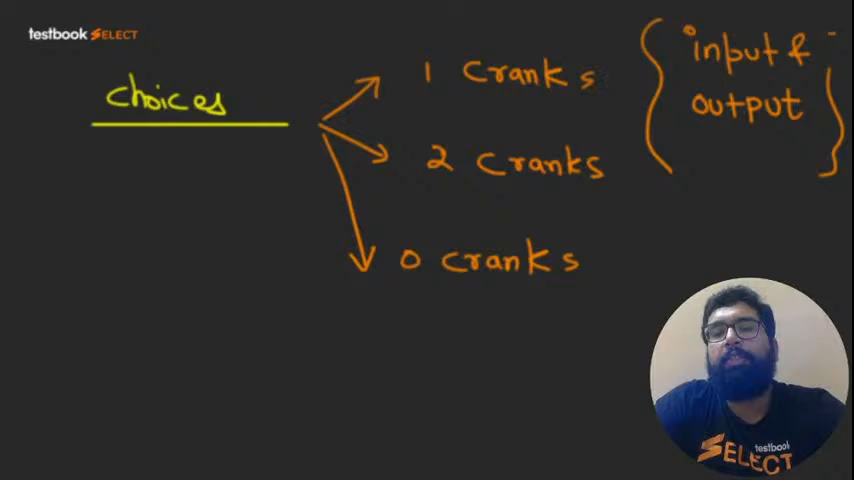 testbook SELECT
choices
1 cranks
2 cranks
0 cranks
input &
output
testbook
SELECT